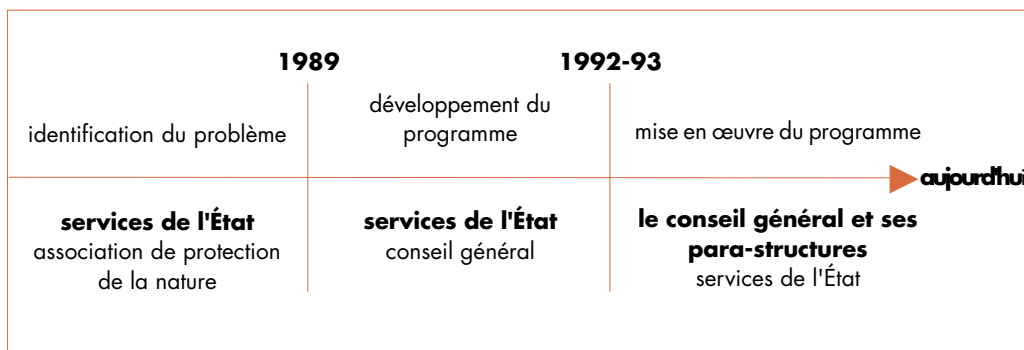 1989
1992-93
identification du problème
développement du
programme
mise en œuvre du programme
aujourd'hui
services de l'État
association de protection
de la nature
services de l'État
conseil général
le conseil général et ses
para-structures
services de l'État